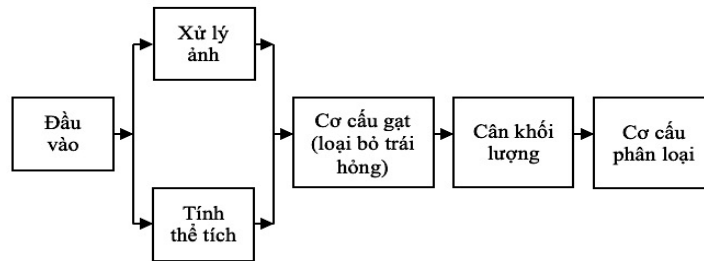 Đầu
vào
Xử lý
ảnh
Tính
thể tích
Cơ cấu gạt
(loại bỏ trái
hỏng)
Cân khối
lượng
Cơ cấu
phân loại